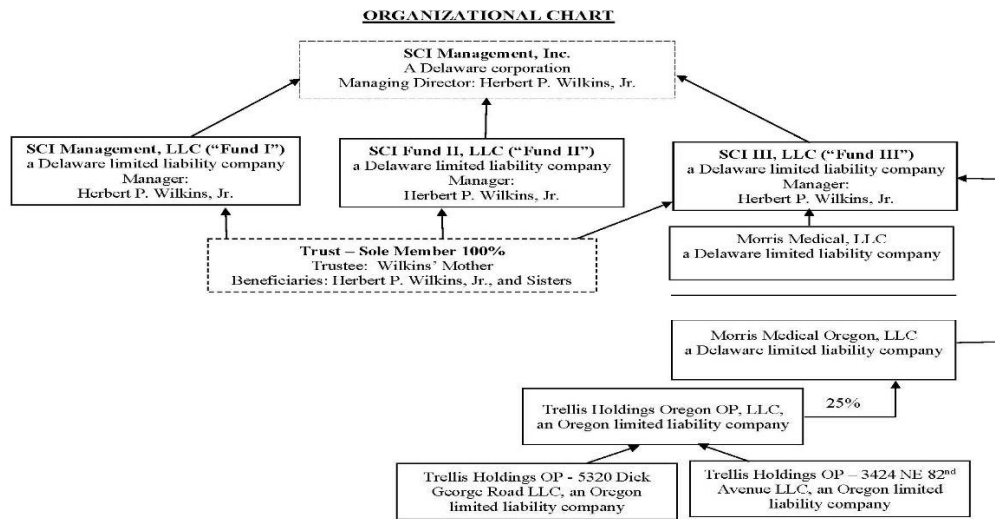 ORGANIZATIONAL CHART
SCI Management, Inc.
A Delaware corporation
Managing Director: Herbert P. Wilkins, Jr.
SCI Management, LLC (“Fund I”)
a Delaware limited liability company
Manager:
Herbert P. Wilkins, Jr.
SCI Fund II, LLC (“Fund II”)
a Delaware limited liability company
Manager:
Herbert P. Wilkins, Jr.
SCI III, LLC (“Fund III”)
a Delaware limited liability company
Manager:
Herbert P. Wilkins, Jr.
Trust – Sole Member 100%
Trustee: Wilkins’ Mother
Beneficiaries: Herbert P. Wilkins, Jr., and Sisters
Morris Medical, LLC
a Delaware limited liability company
Morris Medical Oregon, LLC
a Delaware limited liability company
25%
Trellis Holdings Oregon OP, LLC,
an Oregon limited liability company
Trellis Holdings OP - 5320 Dick
George Road LLC, an Oregon
limited liability company
Trellis Holdings OP – 3424 NE 82nd
Avenue LLC, an Oregon limited
liability company